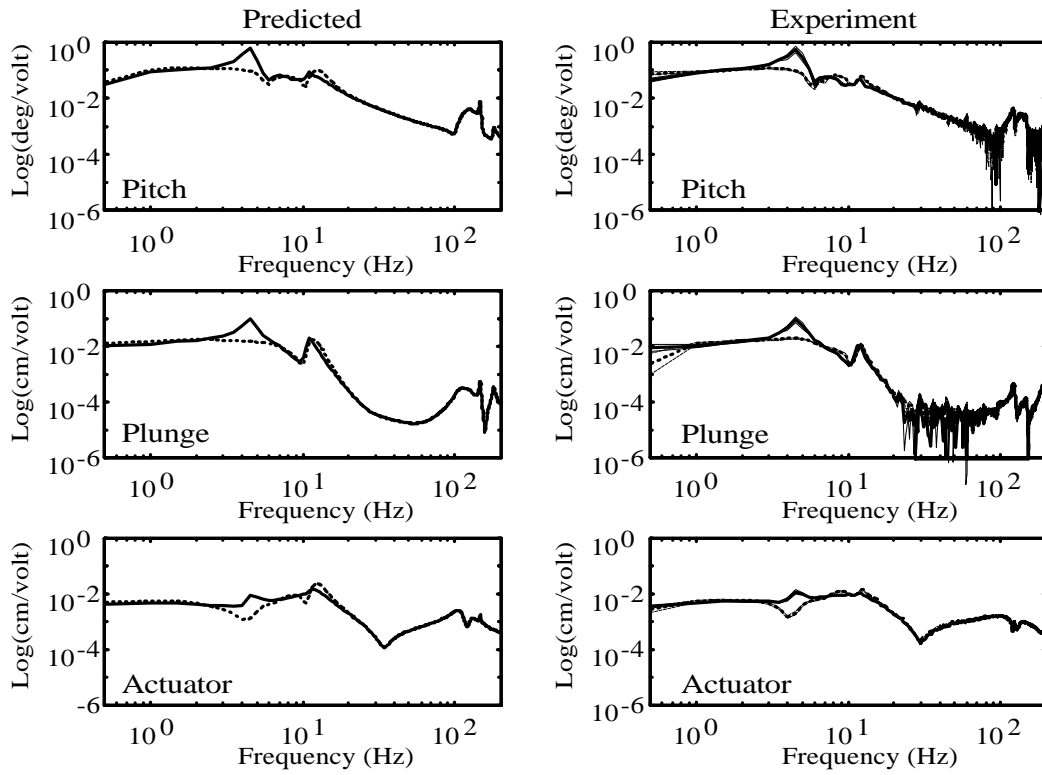 Predicted
Experiment
Log(deg/volt)
10^0
10^-2
10^-4
10^-6
Pitch
10^0
10^1
10^2
Frequency (Hz)
Log(deg/volt)
10^0
10^-2
10^-4
10^-6
Pitch
10^0
10^1
10^2
Frequency (Hz)
Log(cm/volt)
10^0
10^-2
10^-4
10^-6
Plunge
10^0
10^1
10^2
Frequency (Hz)
Log(cm/volt)
10^0
10^-2
10^-4
10^-6
Plunge
10^0
10^1
10^2
Frequency (Hz)
Log(cm/volt)
10^0
10^-2
10^-4
-6
Actuator
10^0
10^1
10^2
Frequency (Hz)
Log(cm/volt)
10^0
10^-2
10^-4
10^-6
Actuator
10^0
10^1
10^2
Frequency (Hz)